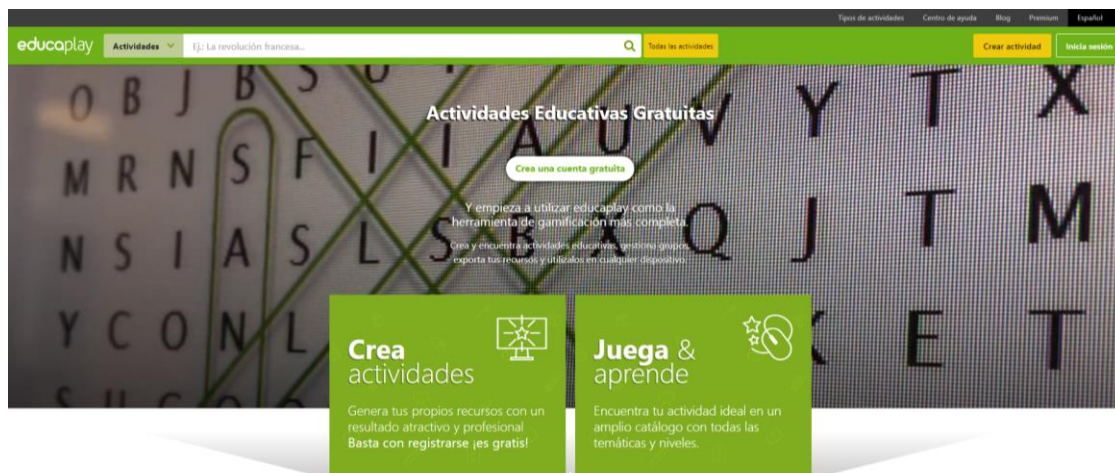 Tipos de actividades Centro de ayuda Blog Premium Español
educaplay Actividades Ej.: La revolución francesa... Todas las actividades Crear actividad Inicia sesión
O B J B S U I A U V Y T X
Actividades Educativas Gratuitas
M R N S F I I A U V Y T X
Crea una cuenta gratuita
Y empieza a utilizar educaplay como la
herramienta de gamificación más completa.
N S I A S L S B A Q J T M
Crea y encuentra actividades educativas, gestiona grupos,
exporta tus recursos y utilízalos en cualquier dispositivo.
Y C O N L K E T
Crea
actividades
Genera tus propios recursos con un
resultado atractivo y profesional
Basta con registrarse ¡es gratis!
Juega &
aprende
Encuentra tu actividad ideal en un
amplio catálogo con todas las
temáticas y niveles.